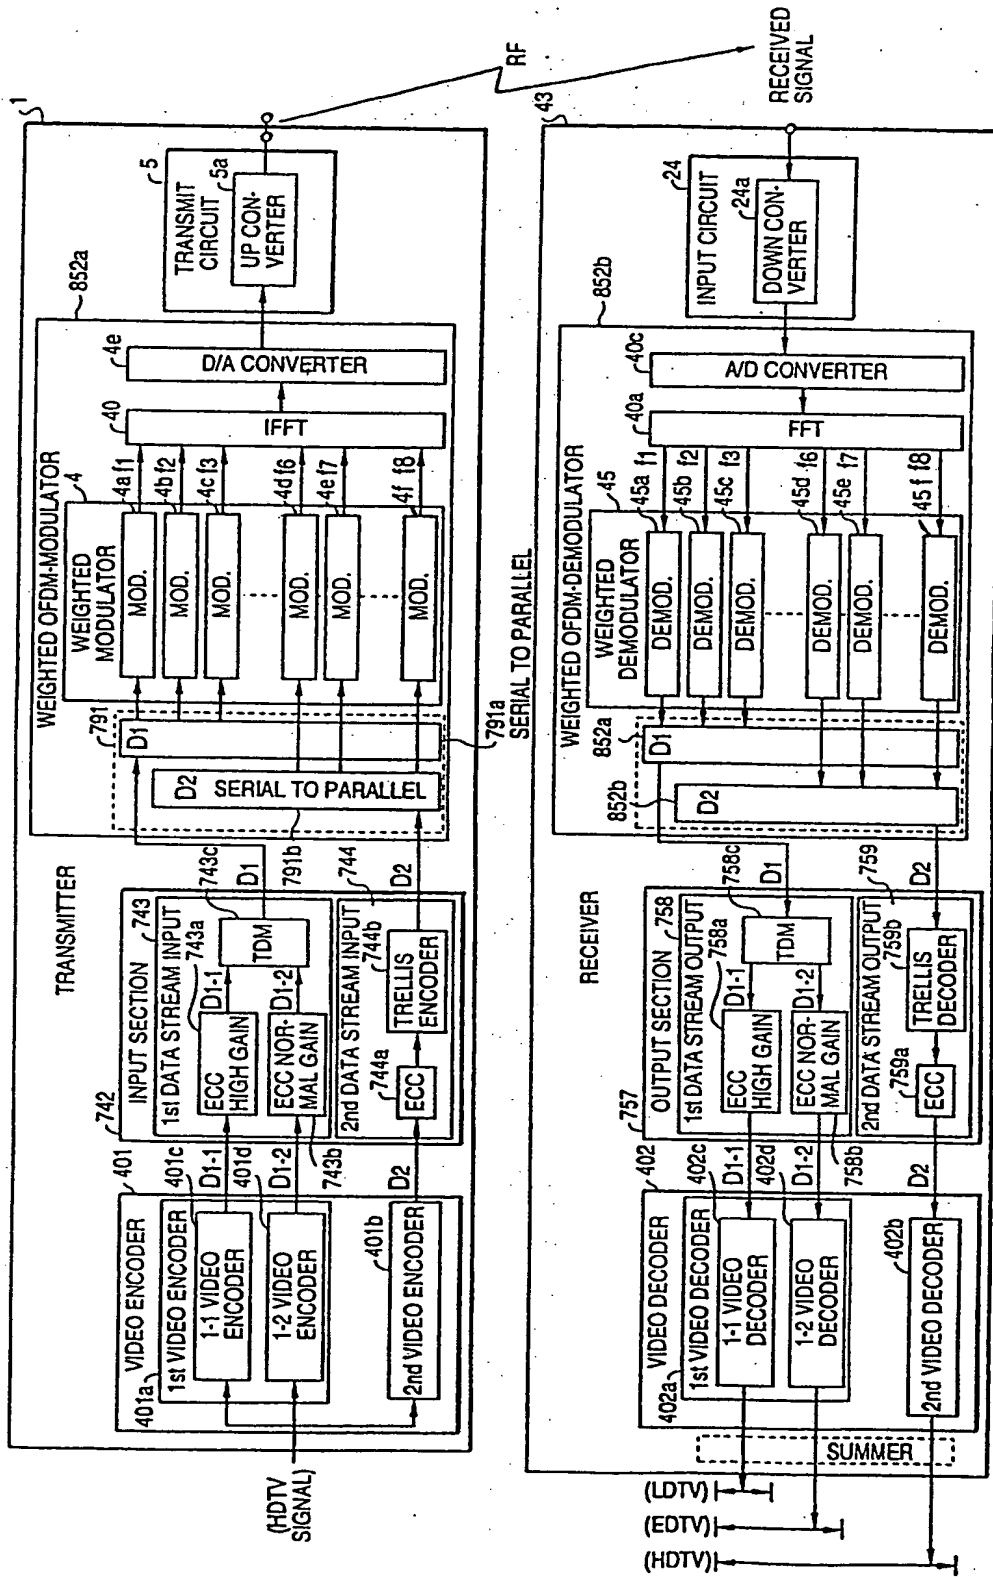 TRANSMITTER
1
(HDTV
SIGNAL)
VIDEO ENCODER
401
401a
1st VIDEO ENCODER
401c
1-1 VIDEO
ENCODER
401d
1-2 VIDEO
ENCODER
401b
2nd VIDEO ENCODER
D1-1
D1-2
D2
742
INPUT SECTION
743
1st DATA STREAM INPUT
743a
ECC
HIGH GAIN
ECC NOR-
MAL GAIN
743b
D1-1
D1-2
743c
TDM
D1
744
2nd DATA STREAM INPUT
744a
ECC
744b
TRELLIS
ENCODER
D2
WEIGHTED OFDM-MODULATOR
852a
791
D1
D2
SERIAL TO PARALLEL
791b
791a
SERIAL TO PARALLEL
WEIGHTED
MODULATOR
4
MOD.
MOD.
MOD.
MOD.
MOD.
MOD.
4a f1
4b f2
4c f3
4d f6
4e f7
4f f8
40
IFFT
4e
D/A CONVERTER
TRANSMIT
CIRCUIT
5
5a
UP CON-
VERTER
RF
RECEIVED
SIGNAL
RECEIVER
43
INPUT CIRCUIT
24
24a
DOWN CON-
VERTER
WEIGHTED OFDM-DEMODULATOR
852b
40c
A/D CONVERTER
40a
FFT
WEIGHTED
DEMODULATOR
45
45a f1
45b f2
45c f3
45d f6
45e f7
45 f f8
DEMOD.
DEMOD.
DEMOD.
DEMOD.
DEMOD.
DEMOD.
852a
D1
852b
D2
D1
D2
757
OUTPUT SECTION
758
1st DATA STREAM OUTPUT
758a
ECC
HIGH GAIN
ECC NOR-
MAL GAIN
758b
D1-1
D1-2
758c
TDM
759
2nd DATA STREAM OUTPUT
759a
ECC
759b
TRELLIS
DECODER
D1-1
D1-2
D2
VIDEO DECODER
402
402a
1st VIDEO DECODER
402c
1-1 VIDEO
DECODER
402d
1-2 VIDEO
DECODER
402b
2nd VIDEO DECODER
SUMMER
(LDTV)
(EDTV)
(HDTV)